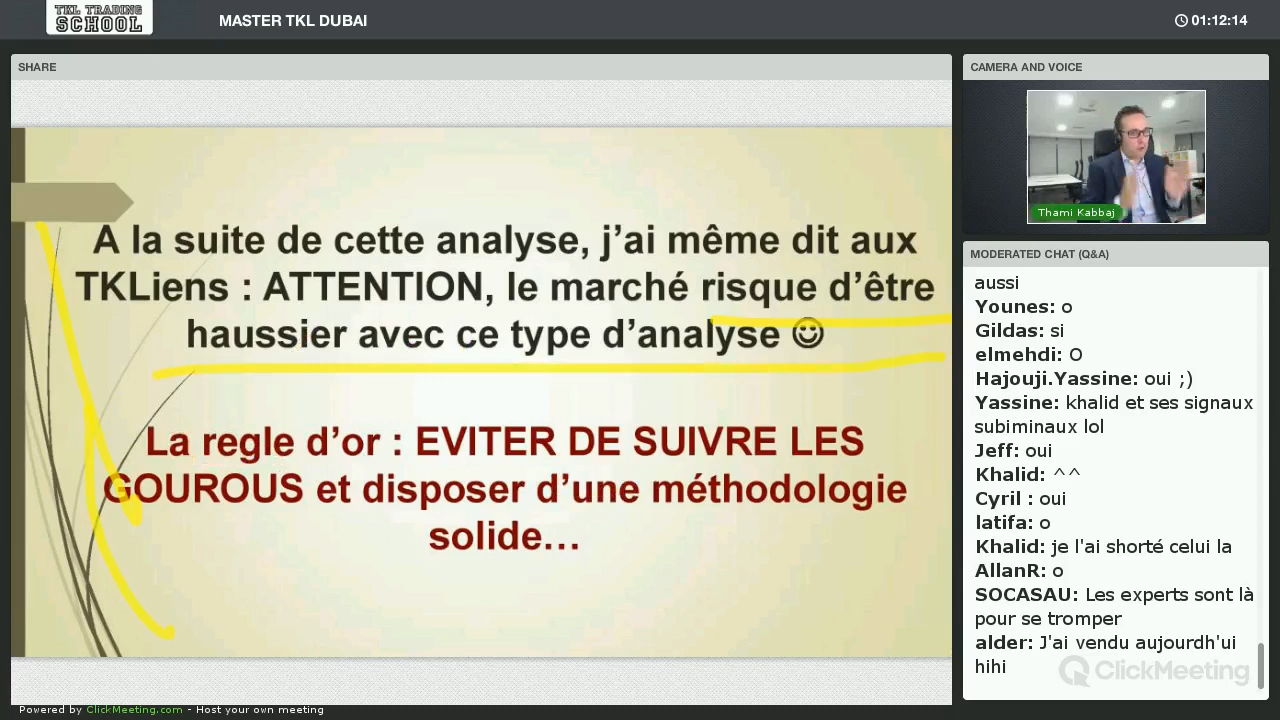 TKL TRADING
SCHOOL
MASTER TKL DUBAI
01:12:14
SHARE
A la suite de cette analyse, j'ai même dit aux
TKLiens : ATTENTION, le marché risque d'être
haussier avec ce type d'analyse ☺
La regle d'or : EVITER DE SUIVRE LES
GOUROUS et disposer d'une méthodologie
solide…
CAMERA AND VOICE
Thami Kabbaj
MODERATED CHAT (Q&A)
aussi
Younes: o
Gildas: si
elmehdi: O
Hajouji.Yassine: oui ;)
Yassine: khalid et ses signaux
subiminaux lol
Jeff: oui
Khalid: ^^
Cyril : oui
latifa: o
Khalid: je l'ai shorté celui la
AllanR: o
SOCASAU: Les experts sont là
pour se tromper
alder: J'ai vendu aujourdh'ui
hihi
ClickMeeting
Powered by ClickMeeting.com - Host your own meeting